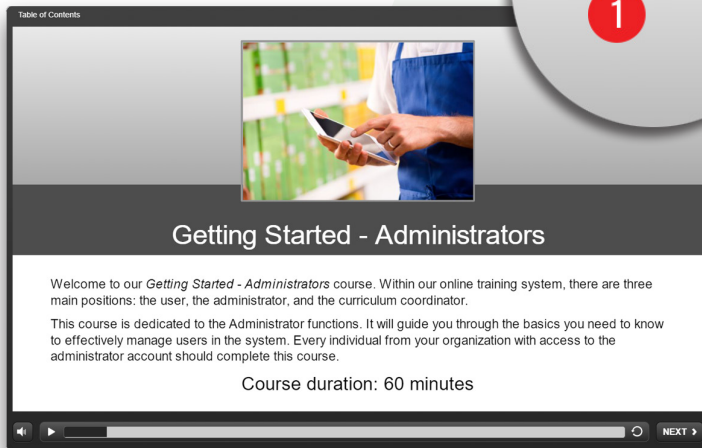 Table of Contents
1
Getting Started - Administrators
Welcome to our Getting Started - Administrators course. Within our online training system, there are three
main positions: the user, the administrator, and the curriculum coordinator.
This course is dedicated to the Administrator functions. It will guide you through the basics you need to know
to effectively manage users in the system. Every individual from your organization with access to the
administrator account should complete this course.
Course duration: 60 minutes
NEXT >